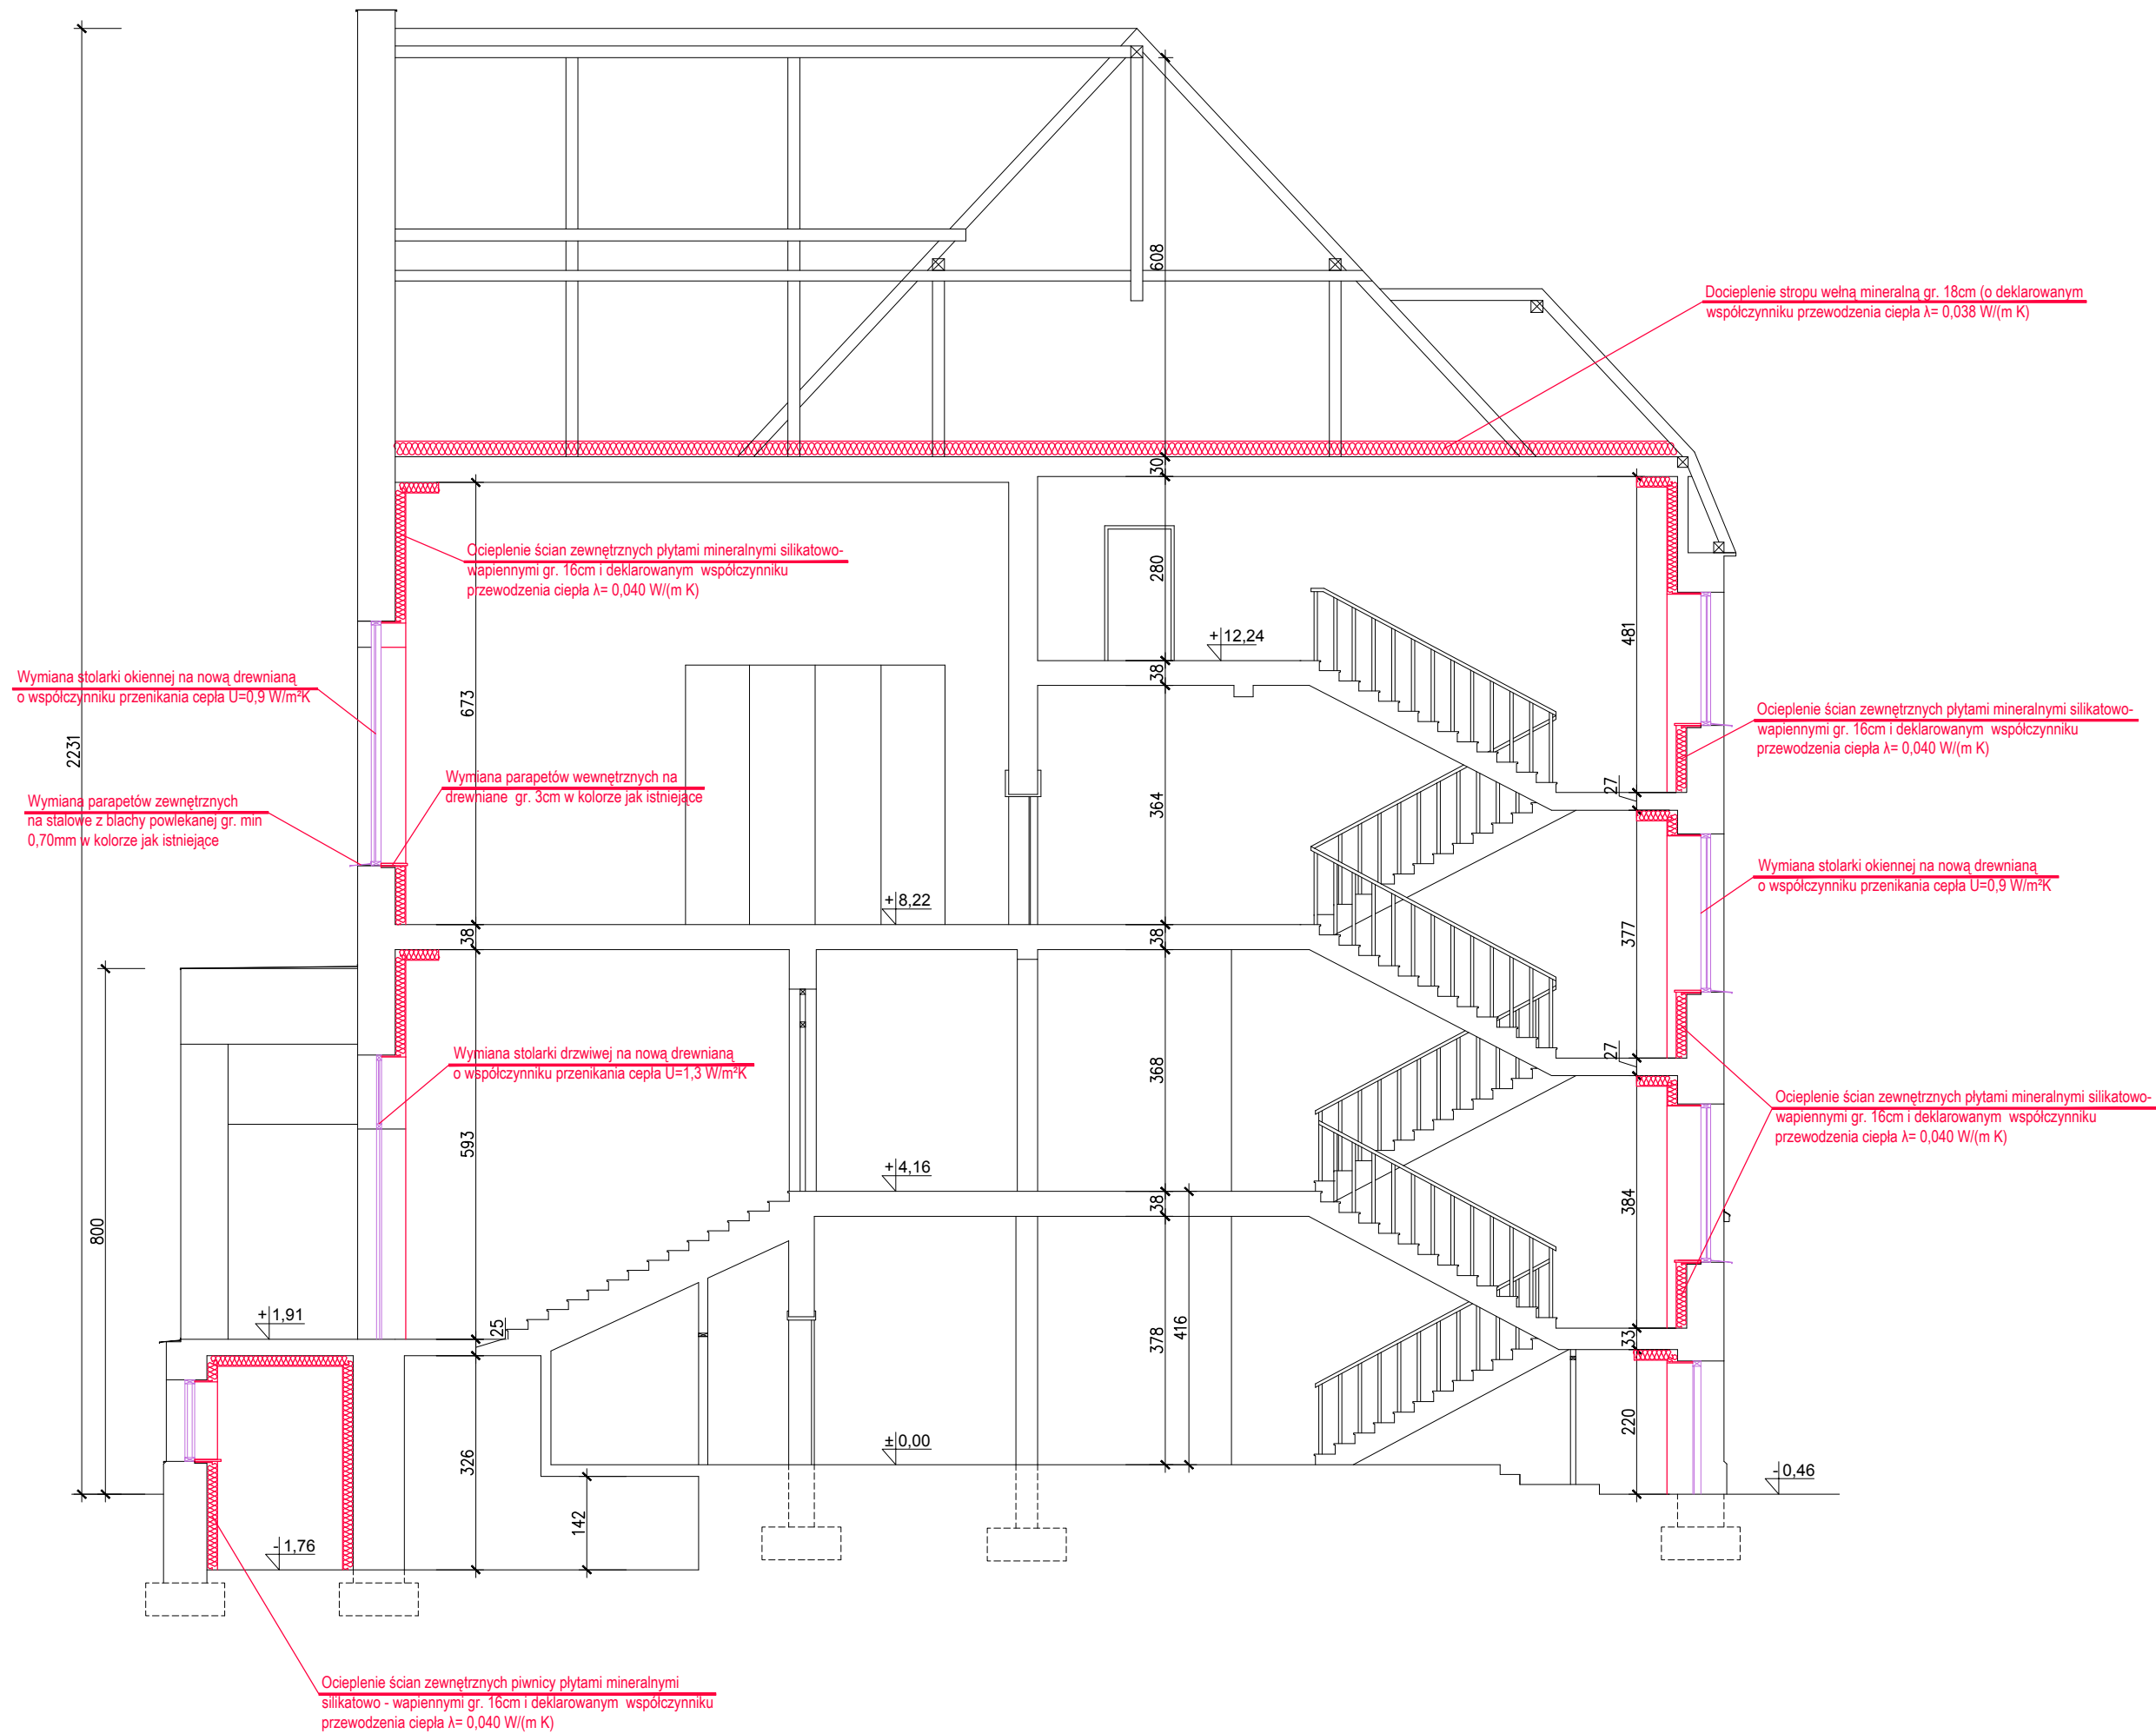 608
Docieplenie stropu wełną mineralną gr. 18cm (o deklarowanym
współczynniku przewodzenia ciepła λ= 0,038 W/(m K)
30
Ocieplenie ścian zewnętrznych płytami mineralnymi silikatowo-
wapiennymi gr. 16cm i deklarowanym współczynniku
przewodzenia ciepła λ= 0,040 W/(m K)
280
481
+12,24
38
Wymiana stolarki okiennej na nową drewnianą
o współczynniku przenikania cepła U=0,9 W/m²K
673
2231
Ocieplenie ścian zewnętrznych płytami mineralnymi silikatowo-
wapiennymi gr. 16cm i deklarowanym współczynniku
przewodzenia ciepła λ= 0,040 W/(m K)
Wymiana parapetów wewnętrznych na
drewniane gr. 3cm w kolorze jak istniejące
27
Wymiana parapetów zewnętrznych
na stalowe z blachy powlekanej gr. min
0,70mm w kolorze jak istniejące
364
Wymiana stolarki okiennej na nową drewnianą
o współczynniku przenikania cepła U=0,9 W/m²K
+8,22
38
38
377
Wymiana stolarki drzwiwej na nową drewnianą
o współczynniku przenikania cepła U=1,3 W/m²K
27
368
Ocieplenie ścian zewnętrznych płytami mineralnymi silikatowo-
wapiennymi gr. 16cm i deklarowanym współczynniku
przewodzenia ciepła λ= 0,040 W/(m K)
593
+4,16
38
384
800
+1,91
25
378
416
33
±0,00
220
326
-0,46
142
-1,76
Ocieplenie ścian zewnętrznych piwnicy płytami mineralnymi
silikatowo - wapiennymi gr. 16cm i deklarowanym współczynniku
przewodzenia ciepła λ= 0,040 W/(m K)